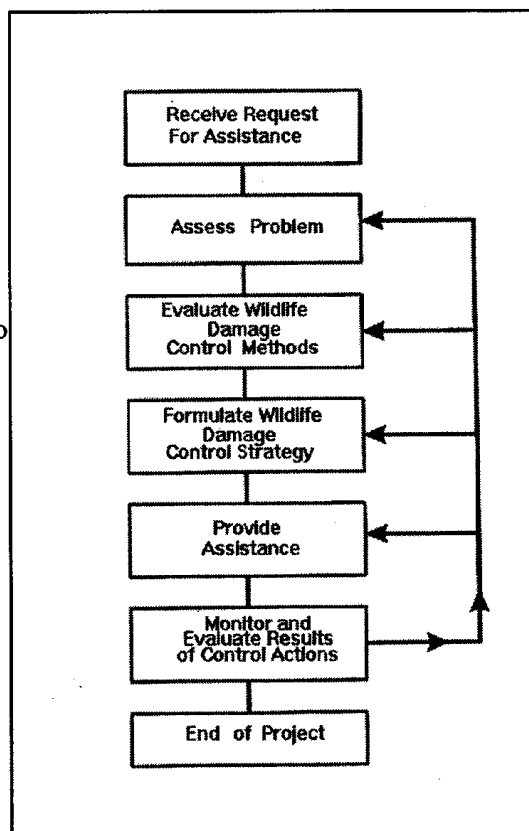 Receive Request
For Assistance
Assess Problem
Evaluate Wildlife
Damage
Control Methods
Formulate Wildlife
Damage
Control Strategy
Provide
Assistance
Monitor and
Evaluate Results
of Control Actions
End of Project